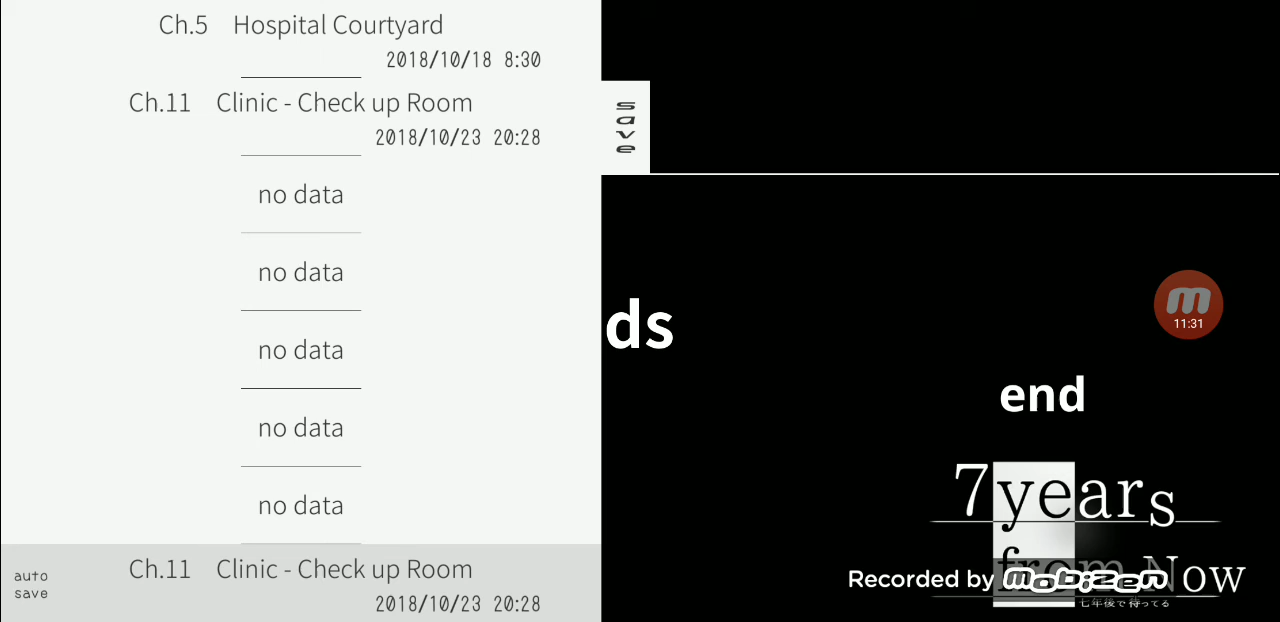 Ch.5 Hospital Courtyard
2018/10/18 8:30
Ch.11 Clinic - Check up Room
2018/10/23 20:28
no data
no data
no data
no data
no data
auto save
Ch.11 Clinic - Check up Room
2018/10/23 20:28
save
ds
11:31
end
7years
from Now
七年後で待ってる
Recorded by mobizen